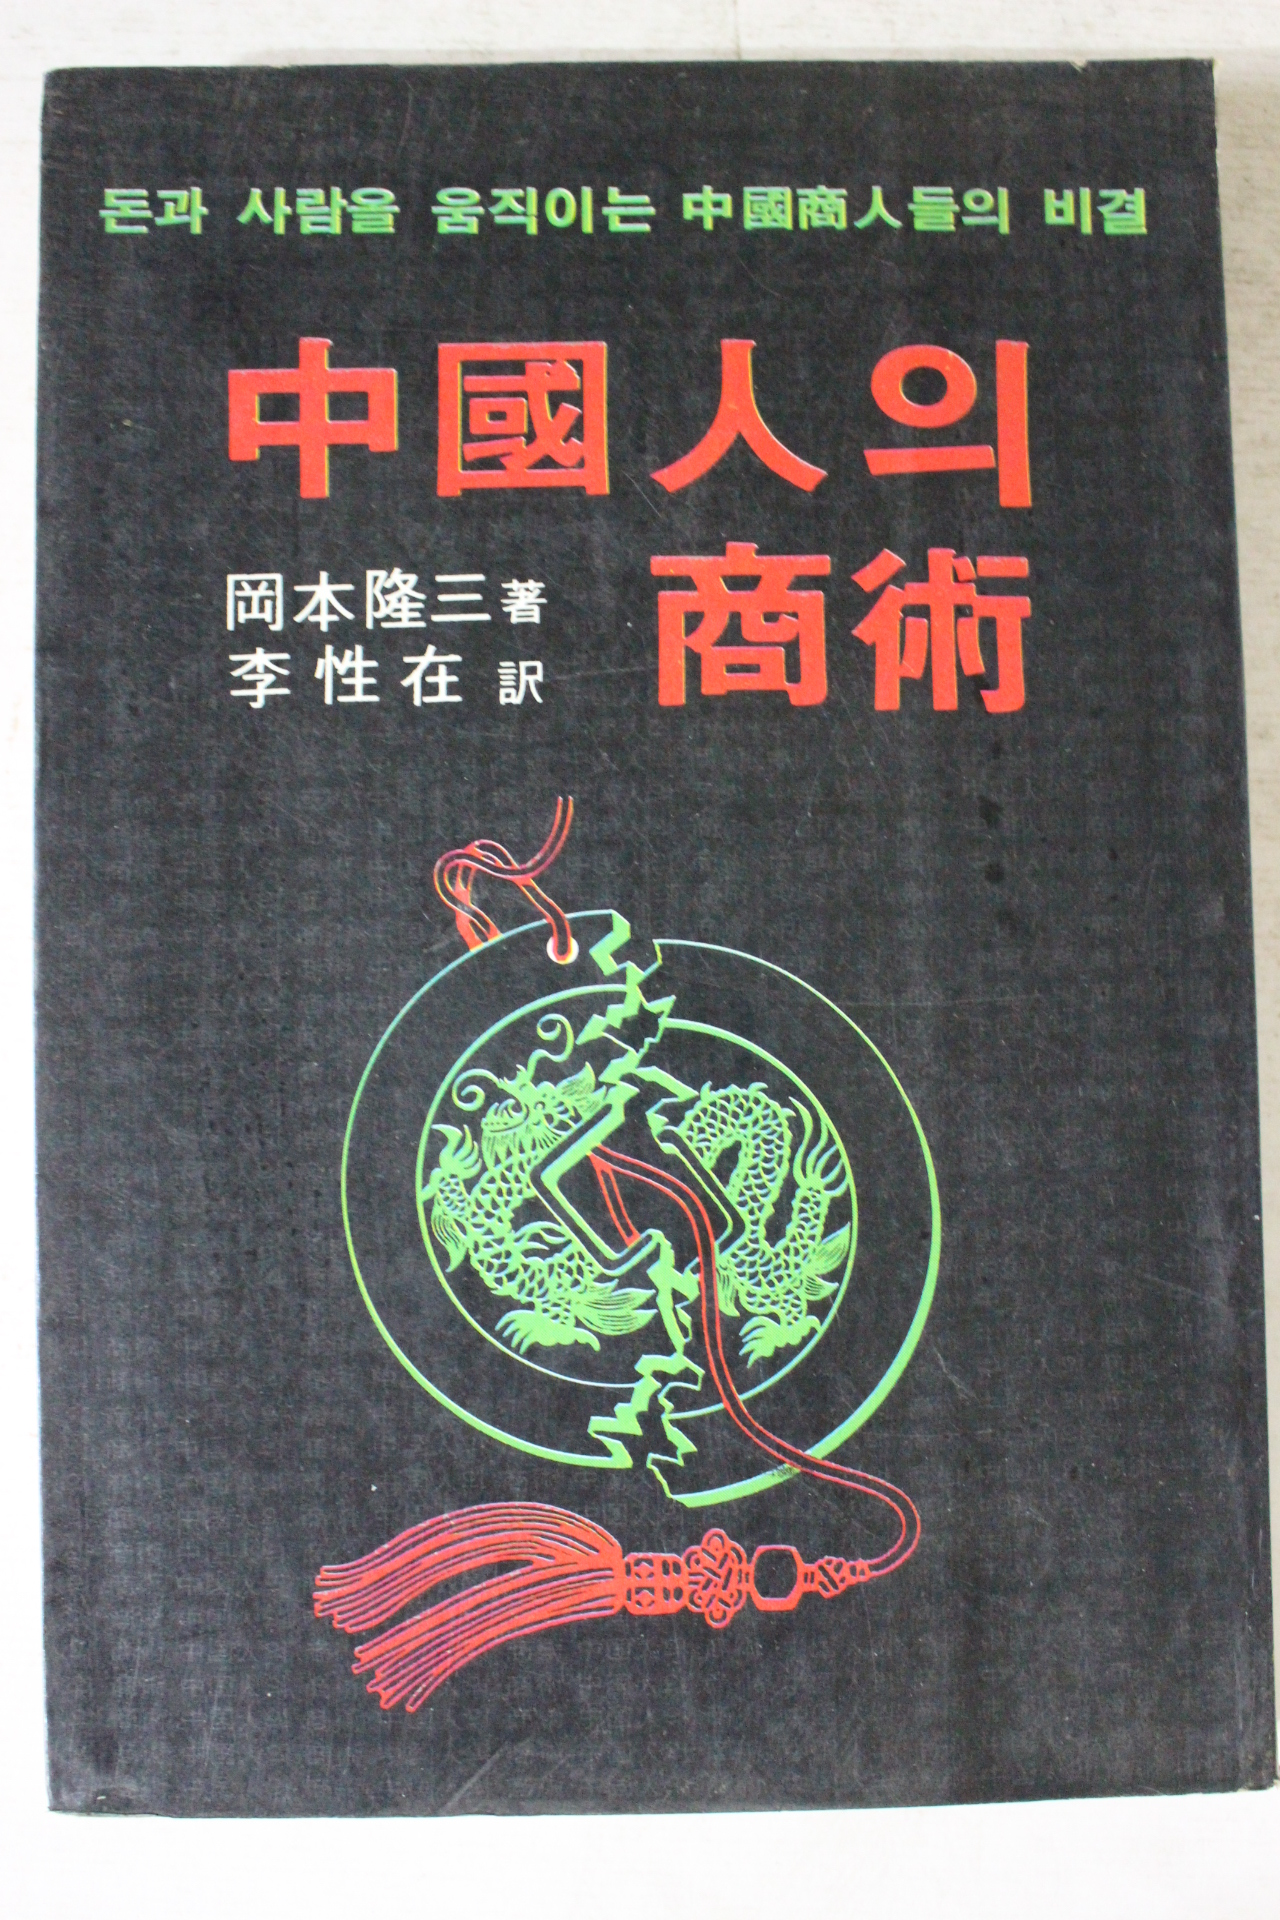 돈과 사람을 움직이는 中國商人들의 비결
中國人의
商術
岡本隆三 著
李性在 訳